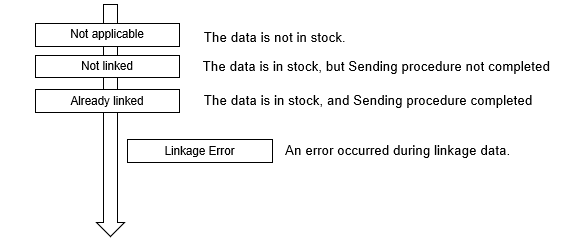 Not applicable
The data is not in stock.
Not linked
The data is in stock, but Sending procedure not completed
Already linked
The data is in stock, and Sending procedure completed
Linkage Error
An error occurred during linkage data.